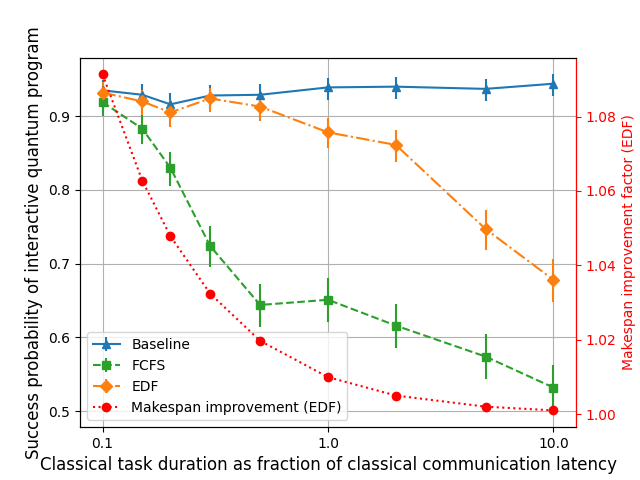 Success probability of interactive quantum program
0.9
0.8
0.7
0.6
0.5
1.08
1.06
1.04
1.02
1.00
Makespan improvement factor (EDF)
Baseline
FCFS
EDF
Makespan improvement (EDF)
0.1 1.0 10.0
Classical task duration as fraction of classical communication latency